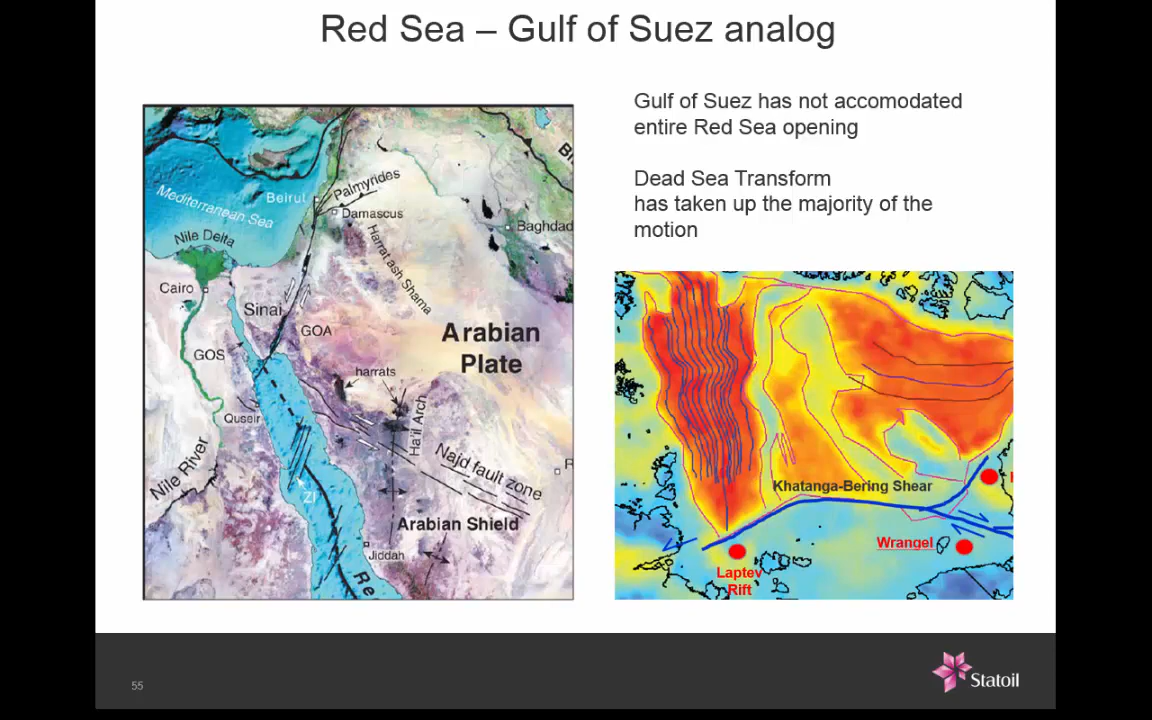 Red Sea – Gulf of Suez analog
Gulf of Suez has not accomodated
entire Red Sea opening
Dead Sea Transform
has taken up the majority of the
motion
Mediterranean Sea
Beirut
Palmyrides
Damascus
Baghdad
Nile Delta
Harrat ash Shama
Cairo
Sinai
GOA
Arabian
Plate
GOS
harrats
Quseir
Ha'il Arch
Nile River
Najd fault zone
ZI
Arabian Shield
Jiddah
Re
Khatanga-Bering Shear
Wrangel
Laptev
Rift
55
Statoil